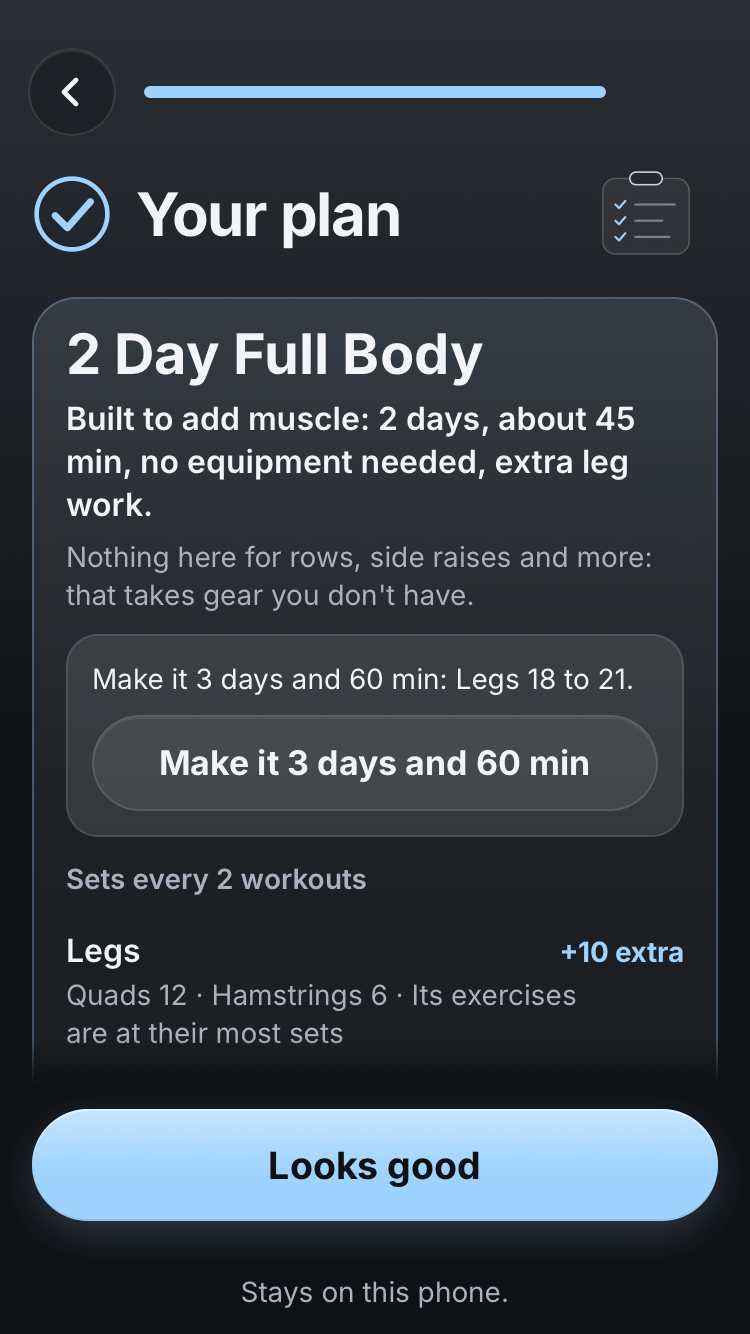 Your plan
2 Day Full Body
Built to add muscle: 2 days, about 45
min, no equipment needed, extra leg
work.
Nothing here for rows, side raises and more:
that takes gear you don't have.
Make it 3 days and 60 min: Legs 18 to 21.
Make it 3 days and 60 min
Sets every 2 workouts
Legs +10 extra
Quads 12 · Hamstrings 6 · Its exercises
are at their most sets
Looks good
Stays on this phone.